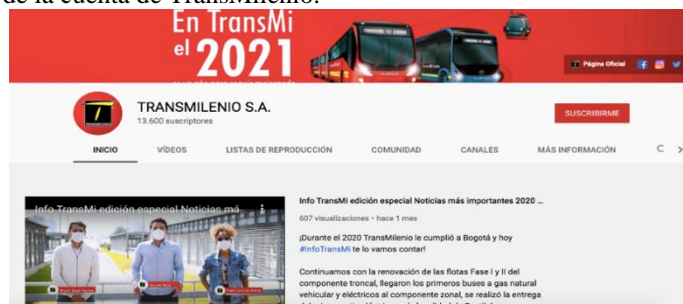 de la cuenta de TransMilenio.
En TransMi
el 2021
Página Oficial
TRANSMILENIO S.A.
13.600 suscriptores
SUSCRIBIRME
INICIO VÍDEOS LISTAS DE REPRODUCCIÓN COMUNIDAD CANALES MÁS INFORMACIÓN
Info TransMi edición especial Noticias má...
Info TransMi edición especial Noticias más importantes 2020 ...
607 visualizaciones • hace 1 mes
¡Durante el 2020 TransMilenio le cumplió a Bogotá y hoy
#InfoTransMi te lo vamos contar!
Continuamos con la renovación de las flotas Fase I y II del
componente troncal, llegaron los primeros buses a gas natural
vehicular y eléctricos al componente zonal, se realizó la entrega